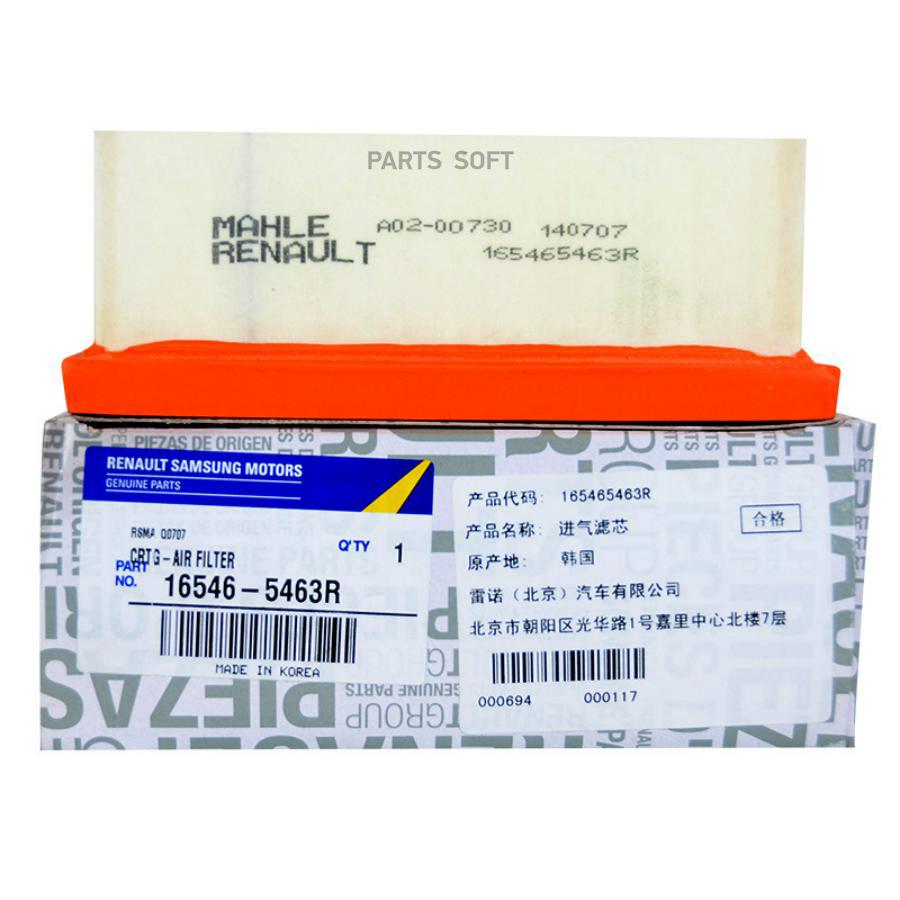 PARTS SOFT
MAHLE A02-00730 140707
RENAULT 165465463R
PIEZAS DE ORIGEN
RENAULT SAMSUNG MOTORS
GENUINE PARTS
RSMA Q0707
CRTG-AIR FILTER
Q'TY 1
PART NO. 16546-5463R
MADE IN KOREA
产品代码: 165465463R
产品名称: 进气滤芯
合格
原产地: 韩国
雷诺（北京）汽车有限公司
北京市朝阳区光华路1号嘉里中心北楼7层
000694 000117
PIEZAS
GENUINE PARTS
GROUP
RENAULT